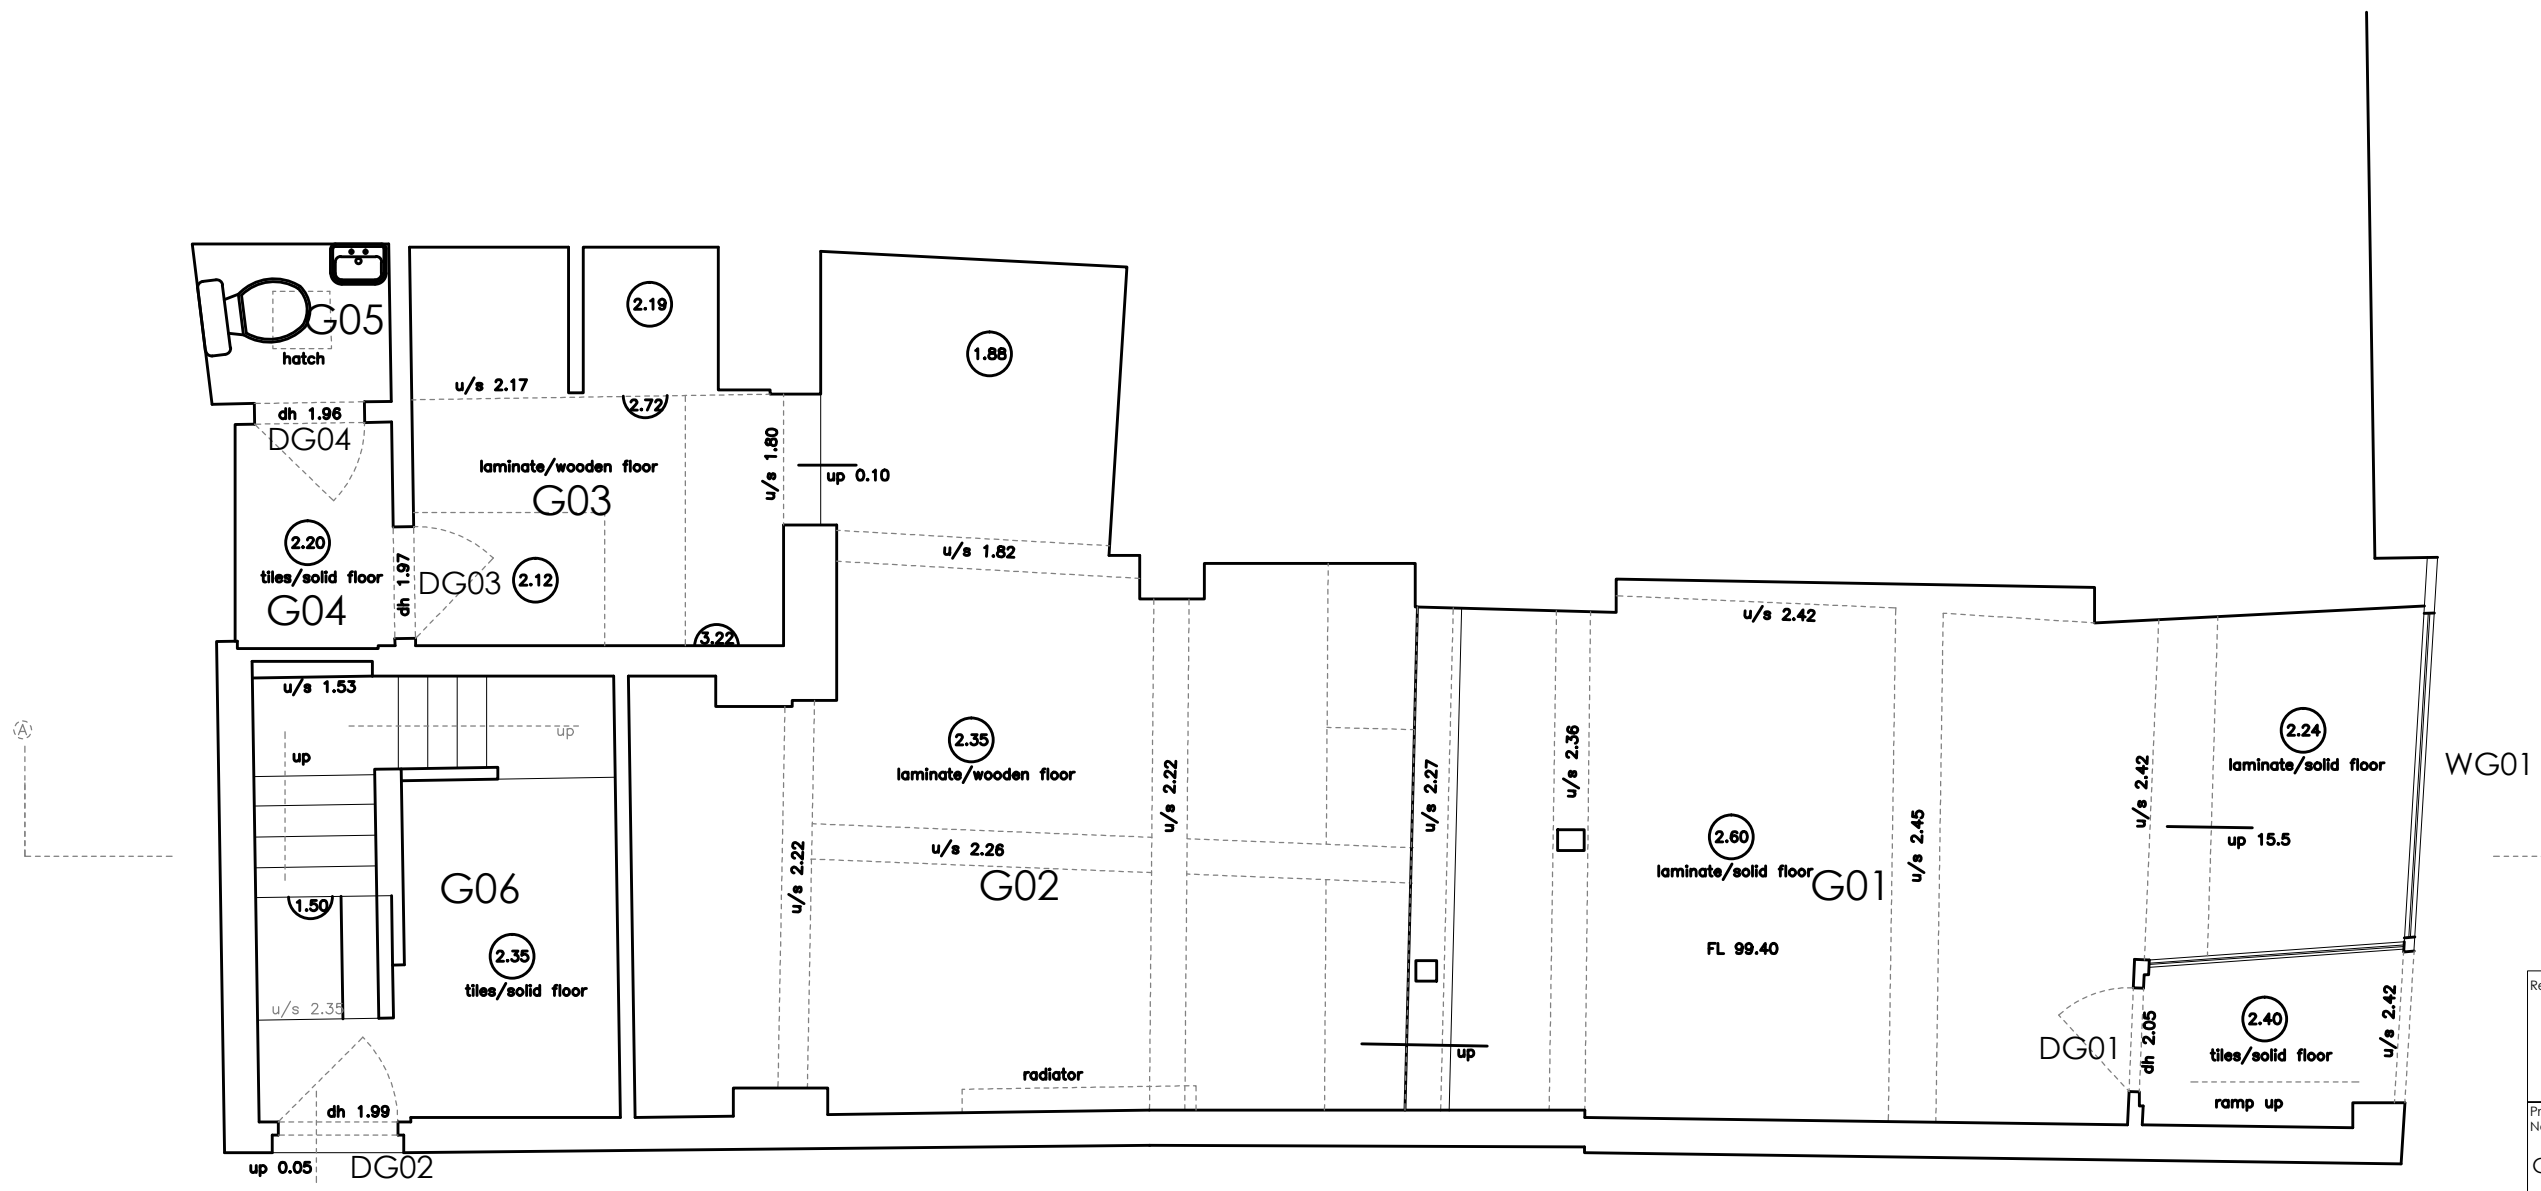 2.19
G05
hatch
1.88
u/s 2.17
2.72
dh 1.96
DG04
u/s 1.80
laminate/wooden floor
G03
up 0.10
2.20
tiles/solid floor
G04
dh 1.97
DG03
2.12
u/s 1.82
3.22
u/s 2.42
u/s 1.53
A
up
up
2.35
laminate/wooden floor
u/s 2.22
u/s 2.27
u/s 2.36
u/s 2.42
2.24
laminate/solid floor
WG01
2.60
laminate/solid floor
G01
u/s 2.45
up 15.5
u/s 2.22
u/s 2.26
G02
G06
1.50
2.35
tiles/solid floor
FL 99.40
u/s 2.35
2.40
tiles/solid floor
u/s 2.42
DG01
dh 2.05
up
radiator
ramp up
dh 1.99
up 0.05
DG02